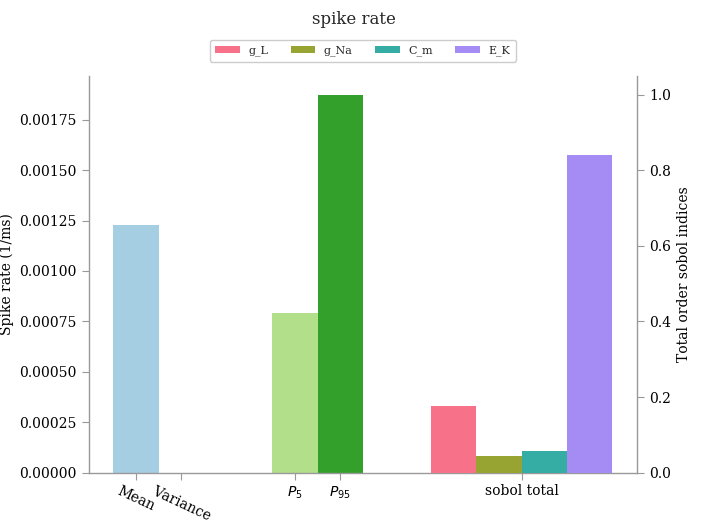 spike rate
g_L g_Na C_m E_K
Spike rate (1/ms)
0.00175
0.00150
0.00125
0.00100
0.00075
0.00050
0.00025
0.00000
1.0
0.8
0.6
0.4
0.2
0.0
Total order sobol indices
Mean Variance P5 P95 sobol total